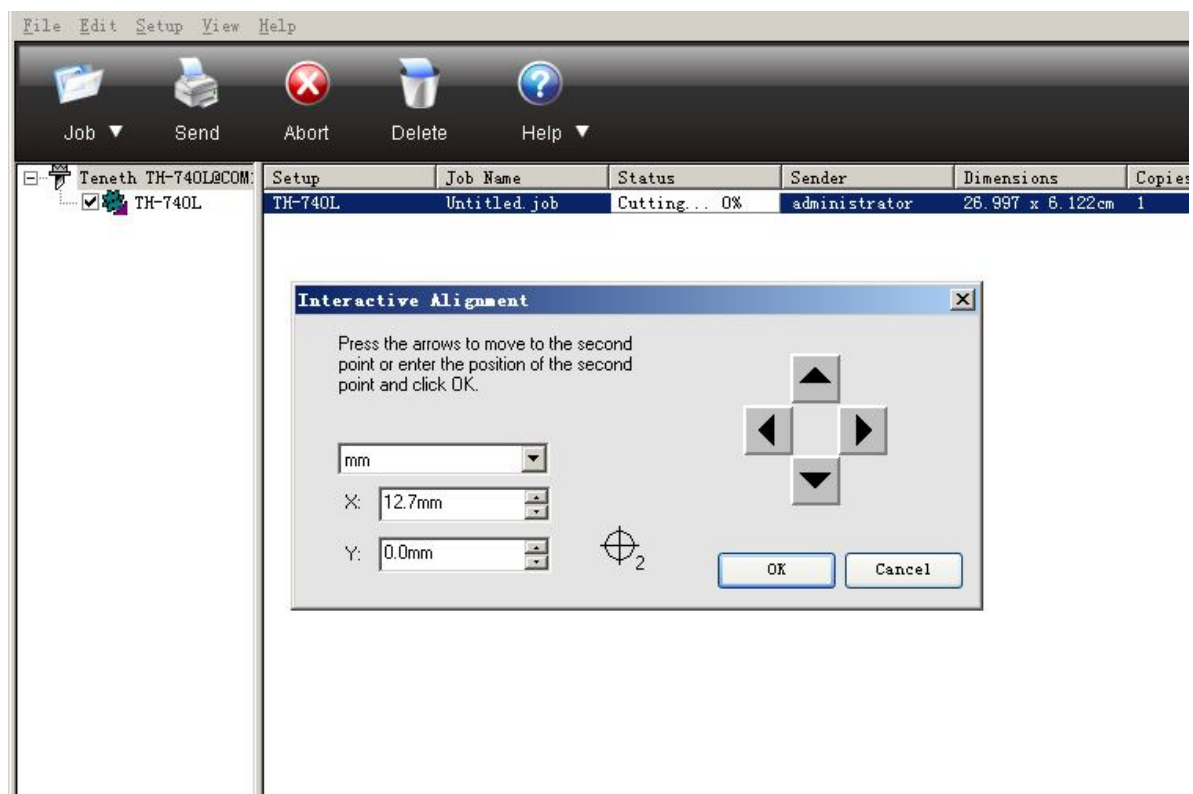 File Edit Setup View Help
Job Send Abort Delete Help
Teneth TH-740L@COM:
TH-740L
Setup Job Name Status Sender Dimensions Copies
TH-740L Untitled.job Cutting... 0% administrator 26.997 x 6.122cm 1
Interactive Alignment
Press the arrows to move to the second
point or enter the position of the second
point and click OK.
mm
X: 12.7mm
Y: 0.0mm
2
OK Cancel